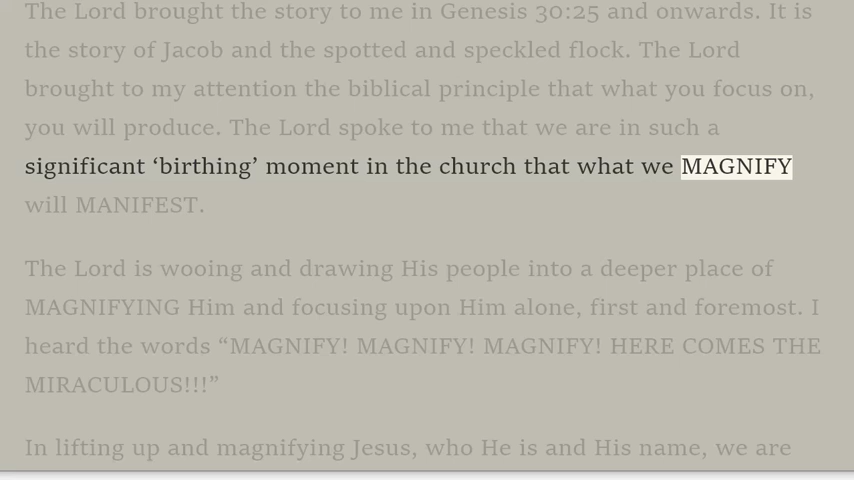 The Lord brought the story to me in Genesis 30:25 and onwards. It is
the story of Jacob and the spotted and speckled flock. The Lord
brought to my attention the biblical principle that what you focus on,
you will produce. The Lord spoke to me that we are in such a
significant ‘birthing’ moment in the church that what we MAGNIFY
will MANIFEST.
The Lord is wooing and drawing His people into a deeper place of
MAGNIFYING Him and focusing upon Him alone, first and foremost. I
heard the words “MAGNIFY! MAGNIFY! MAGNIFY! HERE COMES THE
MIRACULOUS!!!”
In lifting up and magnifying Jesus, who He is and His name, we are